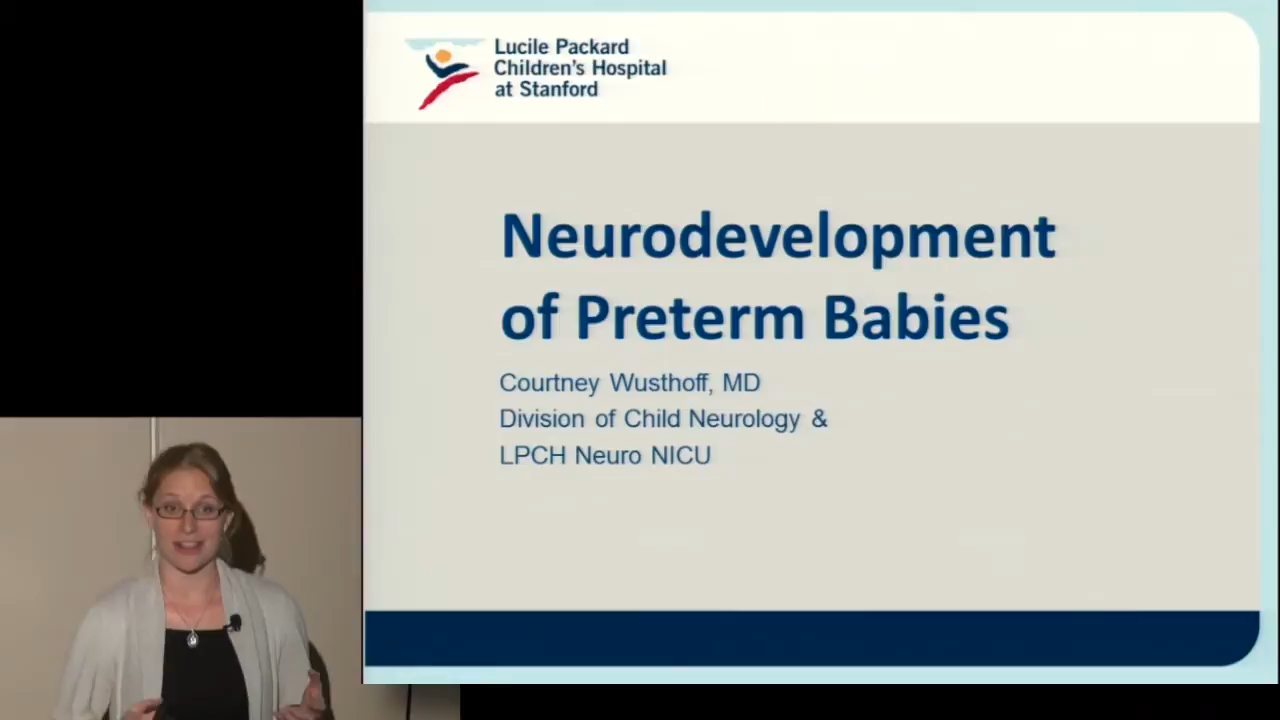 Lucile Packard
Children's Hospital
at Stanford
Neurodevelopment
of Preterm Babies
Courtney Wusthoff, MD
Division of Child Neurology &
LPCH Neuro NICU